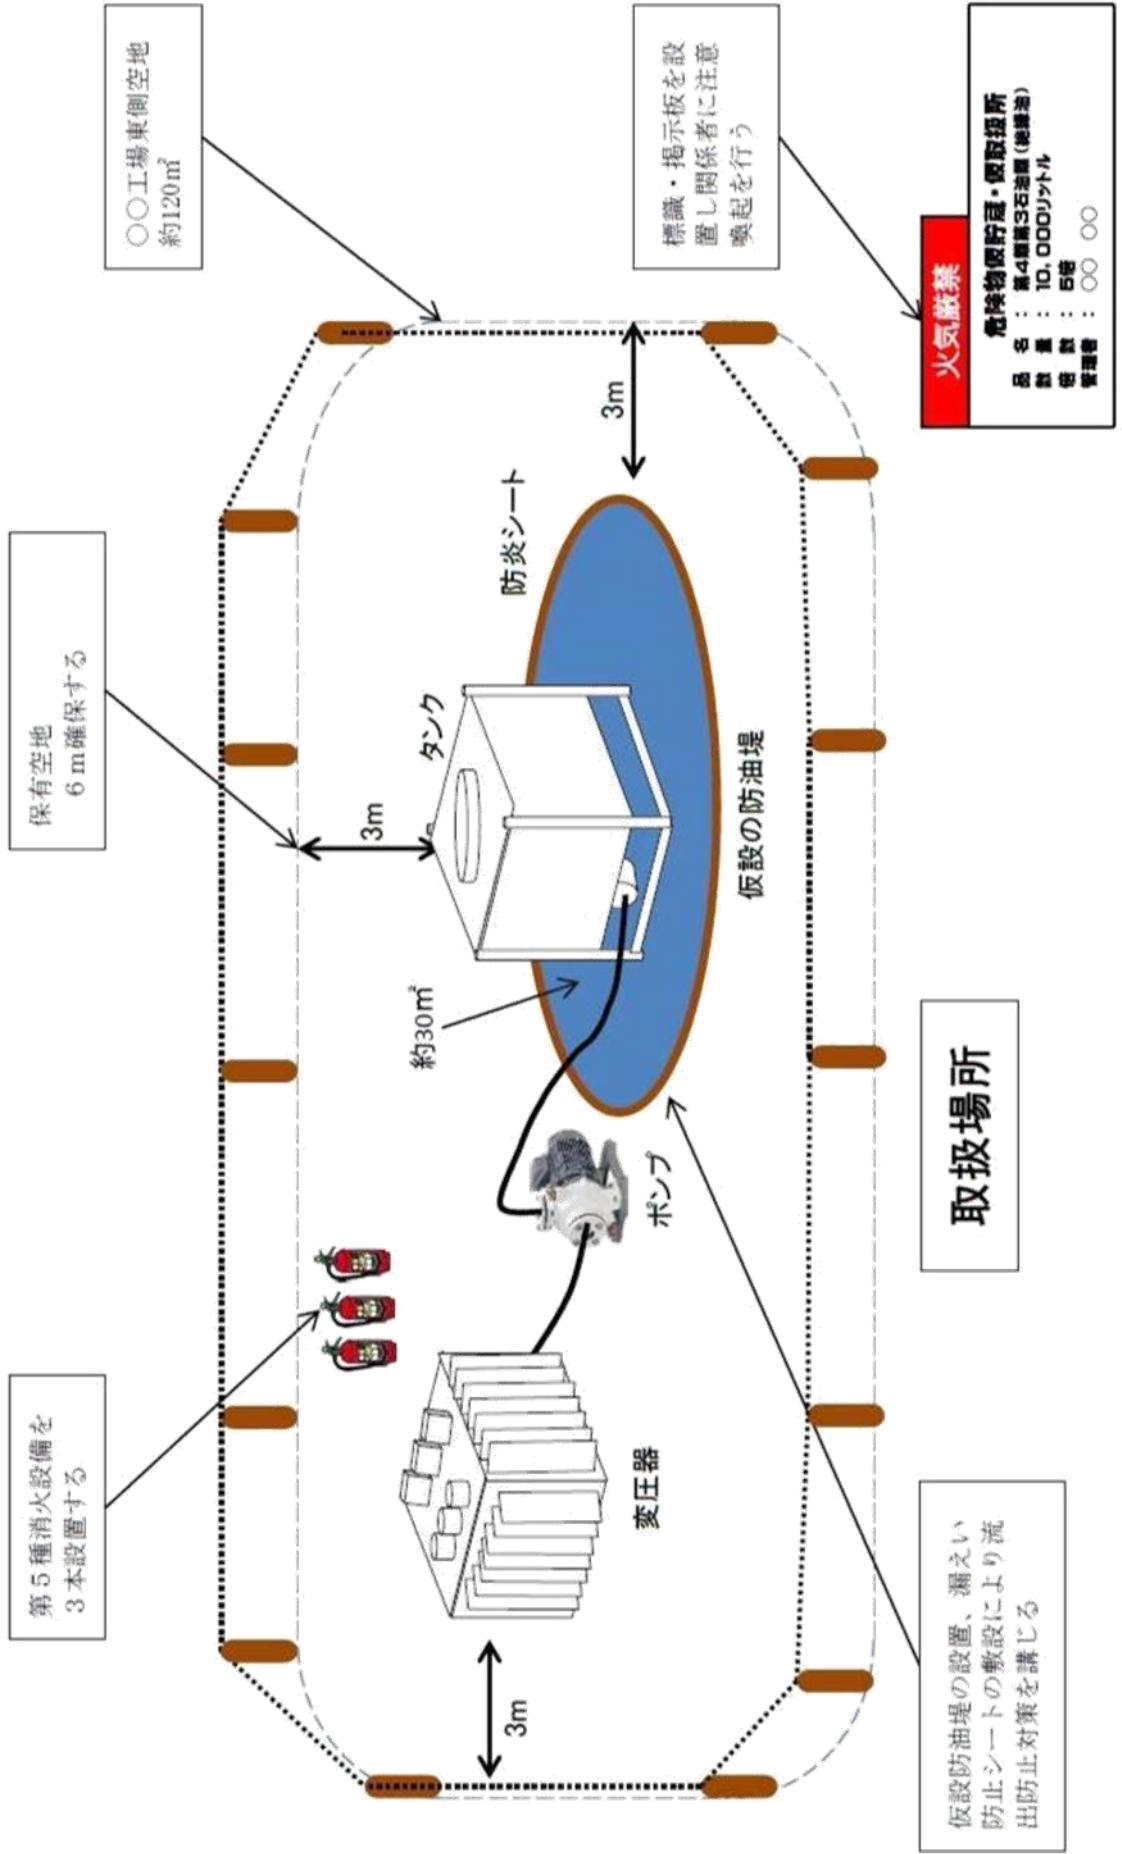 第5種消火設備を
3本設置する
保有空地
6m確保する
○○工場東側空地
約120㎡
3m
3m
3m
タンク
防炎シート
約30㎡
ポンプ
変圧器
仮設の防油堤
標識・掲示板を設
置し関係者に注意
喚起を行う
仮設防油堤の設置、漏えい
防止シートの敷設により流
出防止対策を講じる
取扱場所
火気厳禁
危険物仮貯蔵・仮取扱所
品名:第4類第3石油類(絶縁油)
数量:10,000リットル
倍数:5倍
管理者:○○ ○○